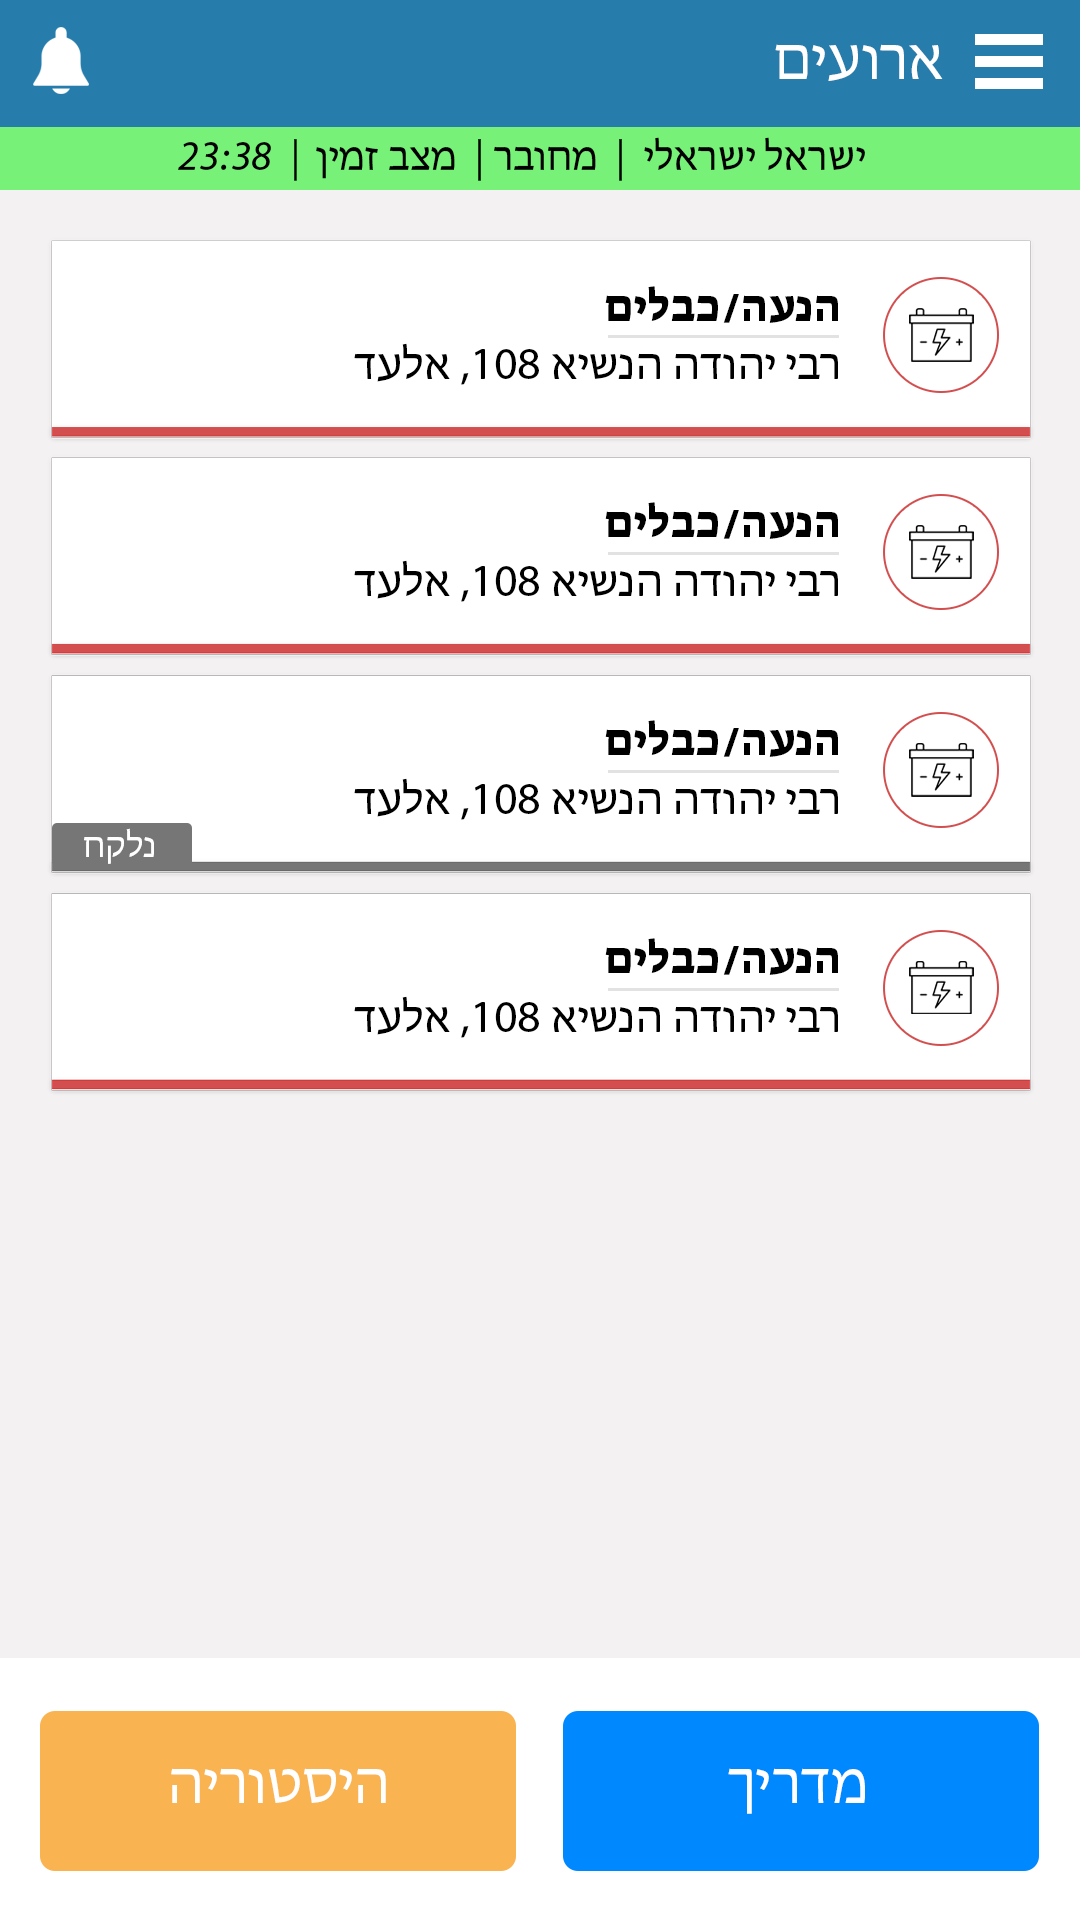 ארועים
ישראל ישראלי | מחובר | מצב זמין | 23:38
הנעה/כבלים
רבי יהודה הנשיא 108, אלעד
הנעה/כבלים
רבי יהודה הנשיא 108, אלעד
הנעה/כבלים
רבי יהודה הנשיא 108, אלעד
נלקח
הנעה/כבלים
רבי יהודה הנשיא 108, אלעד
מדריך
היסטוריה